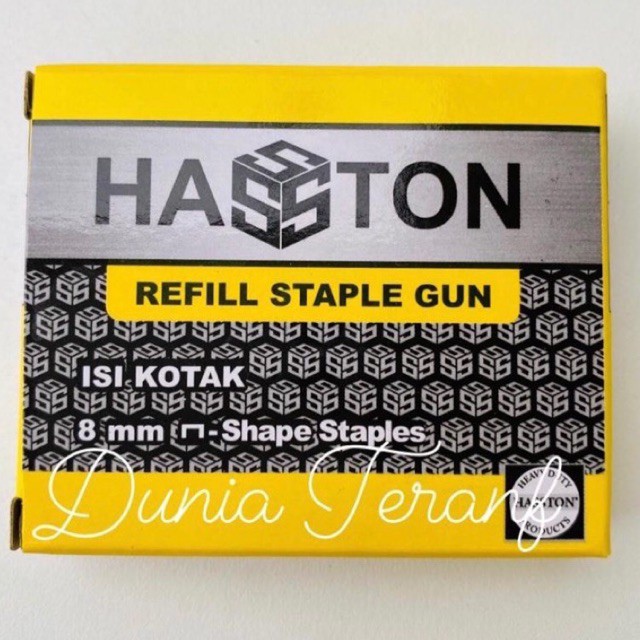 HASSTON
REFILL STAPLE GUN
ISI KOTAK
8 mm ⊓-Shape Staples
Dunia Terang
HEAVY DUTY
HASSTON
PRODUCTS